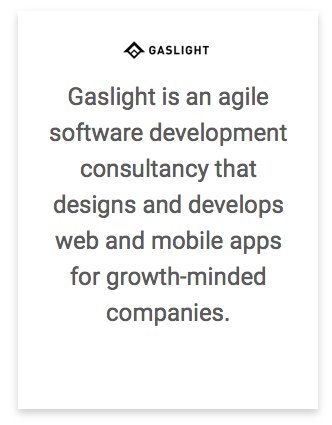 GASLIGHT
Gaslight is an agile
software development
consultancy that
designs and develops
web and mobile apps
for growth-minded
companies.